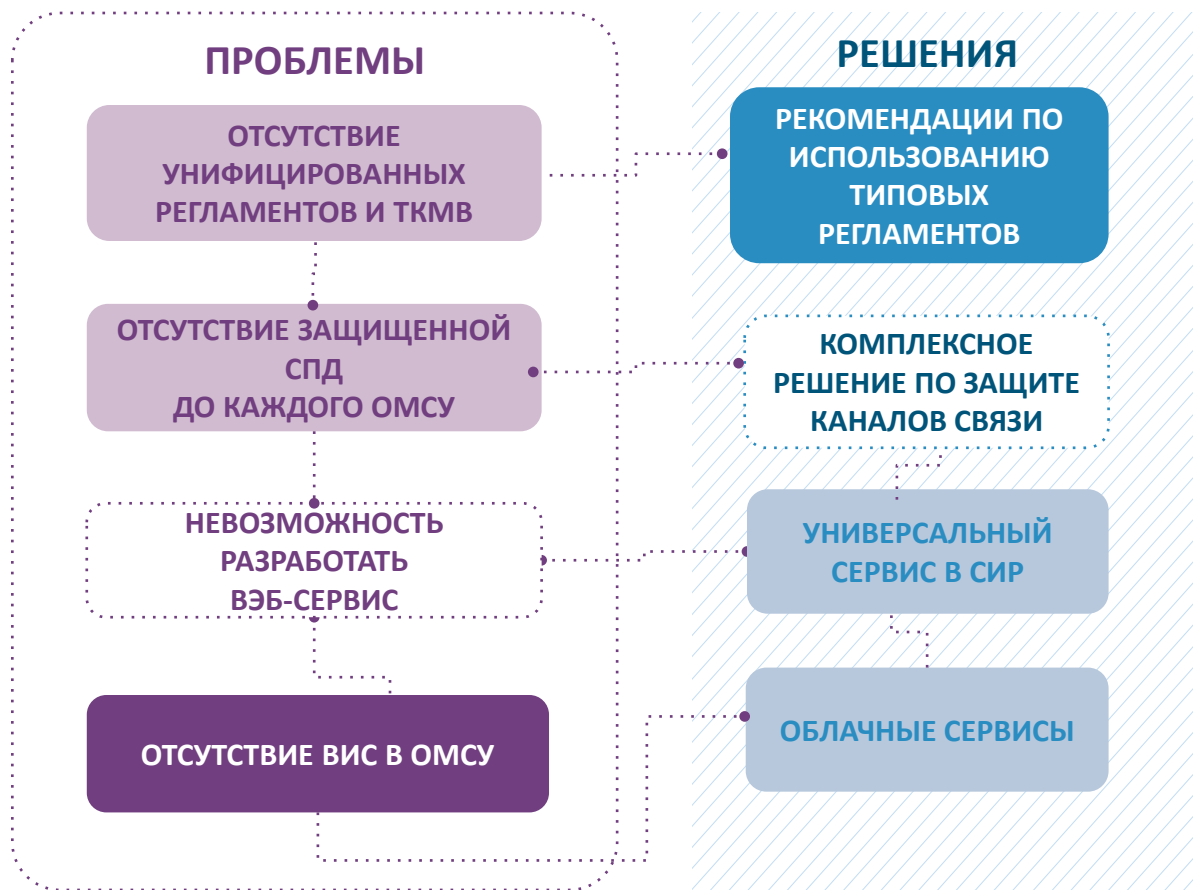 ПРОБЛЕМЫ
ОТСУТСТВИЕ
УНИФИЦИРОВАННЫХ
РЕГЛАМЕНТОВ И ТКМВ
ОТСУТСТВИЕ ЗАЩИЩЕННОЙ
СПД
ДО КАЖДОГО ОМСУ
НЕВОЗМОЖНОСТЬ
РАЗРАБОТАТЬ
ВЭБ-СЕРВИС
ОТСУТСТВИЕ ВИС В ОМСУ
РЕШЕНИЯ
РЕКОМЕНДАЦИИ ПО
ИСПОЛЬЗОВАНИЮ
ТИПОВЫХ
РЕГЛАМЕНТОВ
КОМПЛЕКСНОЕ
РЕШЕНИЕ ПО ЗАЩИТЕ
КАНАЛОВ СВЯЗИ
УНИВЕРСАЛЬНЫЙ
СЕРВИС В СИР
ОБЛАЧНЫЕ СЕРВИСЫ